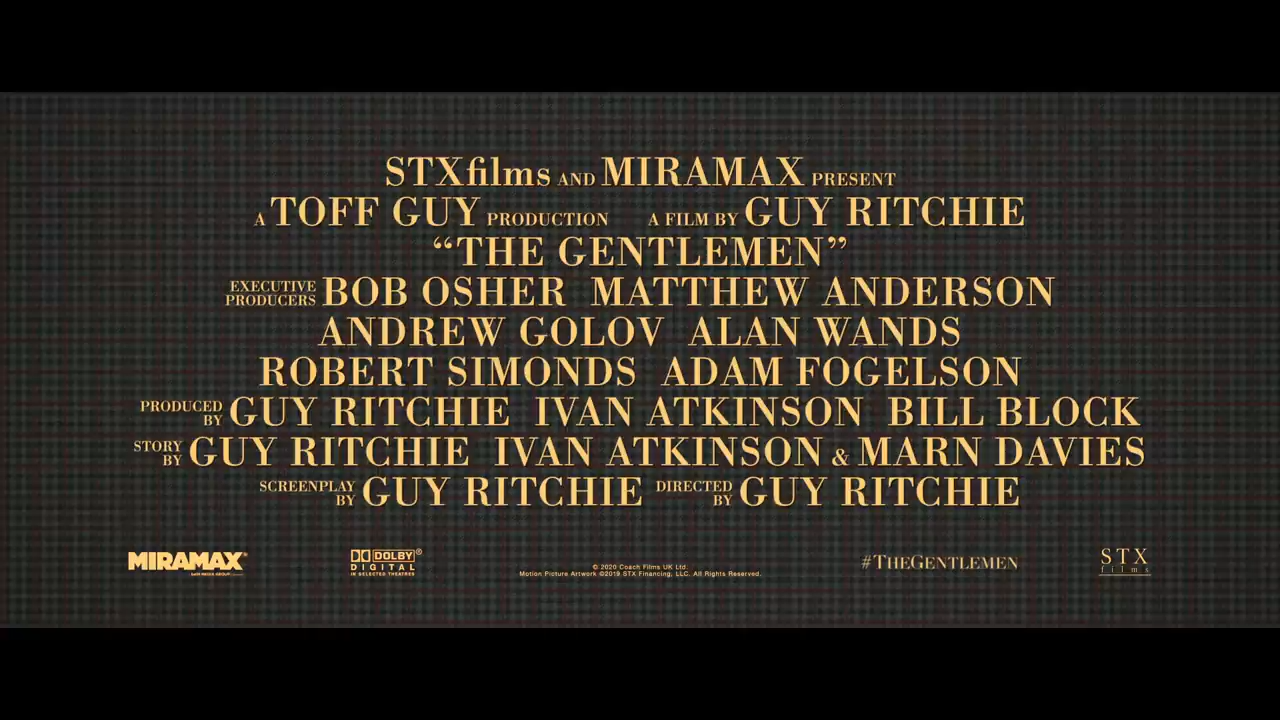 STXfilms AND MIRAMAX PRESENT
A TOFF GUY PRODUCTION A FILM BY GUY RITCHIE
“THE GENTLEMEN”
EXECUTIVE PRODUCERS BOB OSHER MATTHEW ANDERSON
ANDREW GOLOV ALAN WANDS
ROBERT SIMONDS ADAM FOGELSON
PRODUCED BY GUY RITCHIE IVAN ATKINSON BILL BLOCK
STORY BY GUY RITCHIE IVAN ATKINSON & MARN DAVIES
SCREENPLAY BY GUY RITCHIE DIRECTED BY GUY RITCHIE
MIRAMAX®
DOLBY®
DIGITAL
IN SELECTED THEATRES
© 2020 Coach Films UK Ltd.
Motion Picture Artwork ©2019 STX Financing, LLC. All Rights Reserved.
#THEGENTLEMEN
STX
films